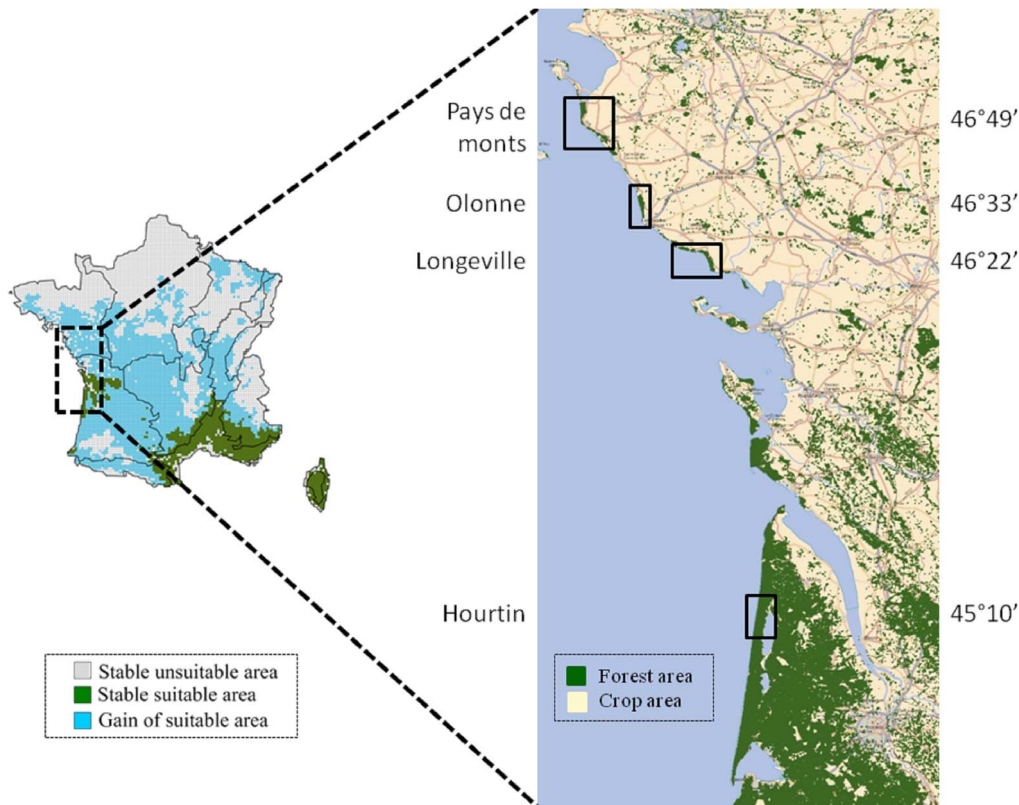 Pays de
monts
46°49’
Olonne
46°33’
Longeville
46°22’
Hourtin
45°10’
Stable unsuitable area
Stable suitable area
Gain of suitable area
Forest area
Crop area